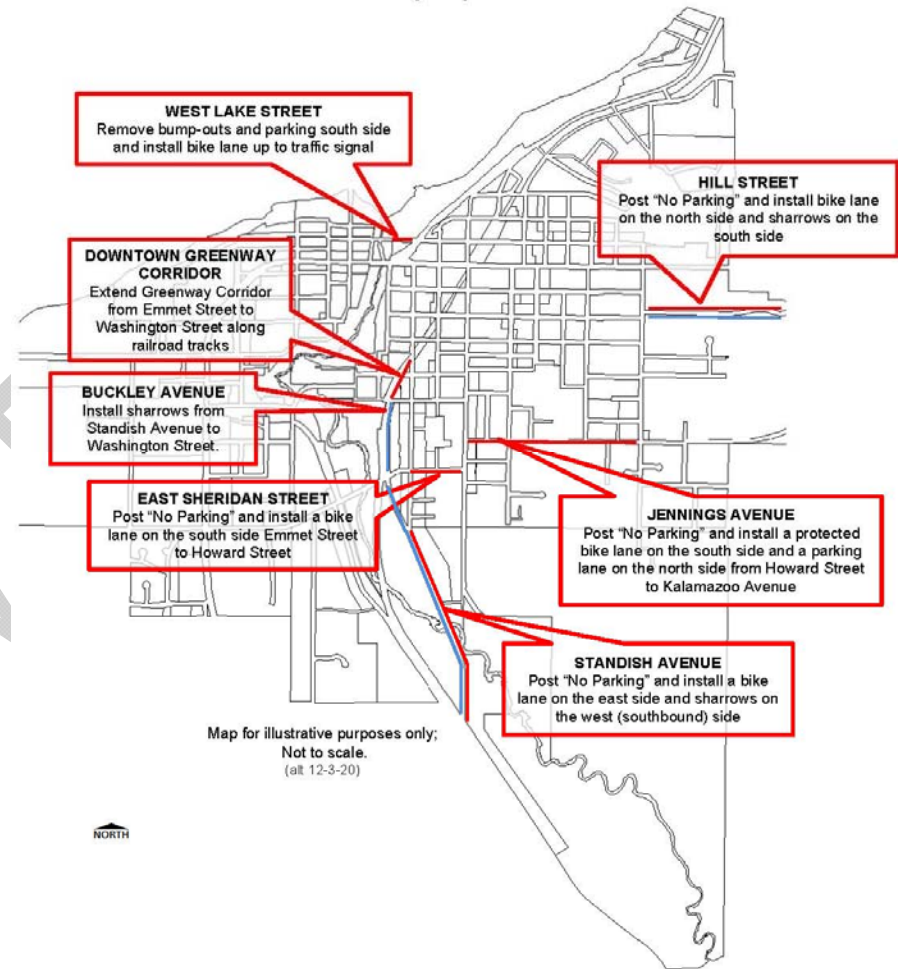 WEST LAKE STREET
Remove bump-outs and parking south side
and install bike lane up to traffic signal
HILL STREET
Post “No Parking” and install bike lane
on the north side and sharrows on the
south side
DOWNTOWN GREENWAY
CORRIDOR
Extend Greenway Corridor
from Emmet Street to
Washington Street along
railroad tracks
BUCKLEY AVENUE
Install sharrows from
Standish Avenue to
Washington Street.
EAST SHERIDAN STREET
Post “No Parking” and install a bike
lane on the south side Emmet Street
to Howard Street
JENNINGS AVENUE
Post “No Parking” and install a protected
bike lane on the south side and a parking
lane on the north side from Howard Street
to Kalamazoo Avenue
STANDISH AVENUE
Post “No Parking” and install a bike
lane on the east side and sharrows on
the west (southbound) side
Map for illustrative purposes only;
Not to scale.
(alt 12-3-20)
NORTH